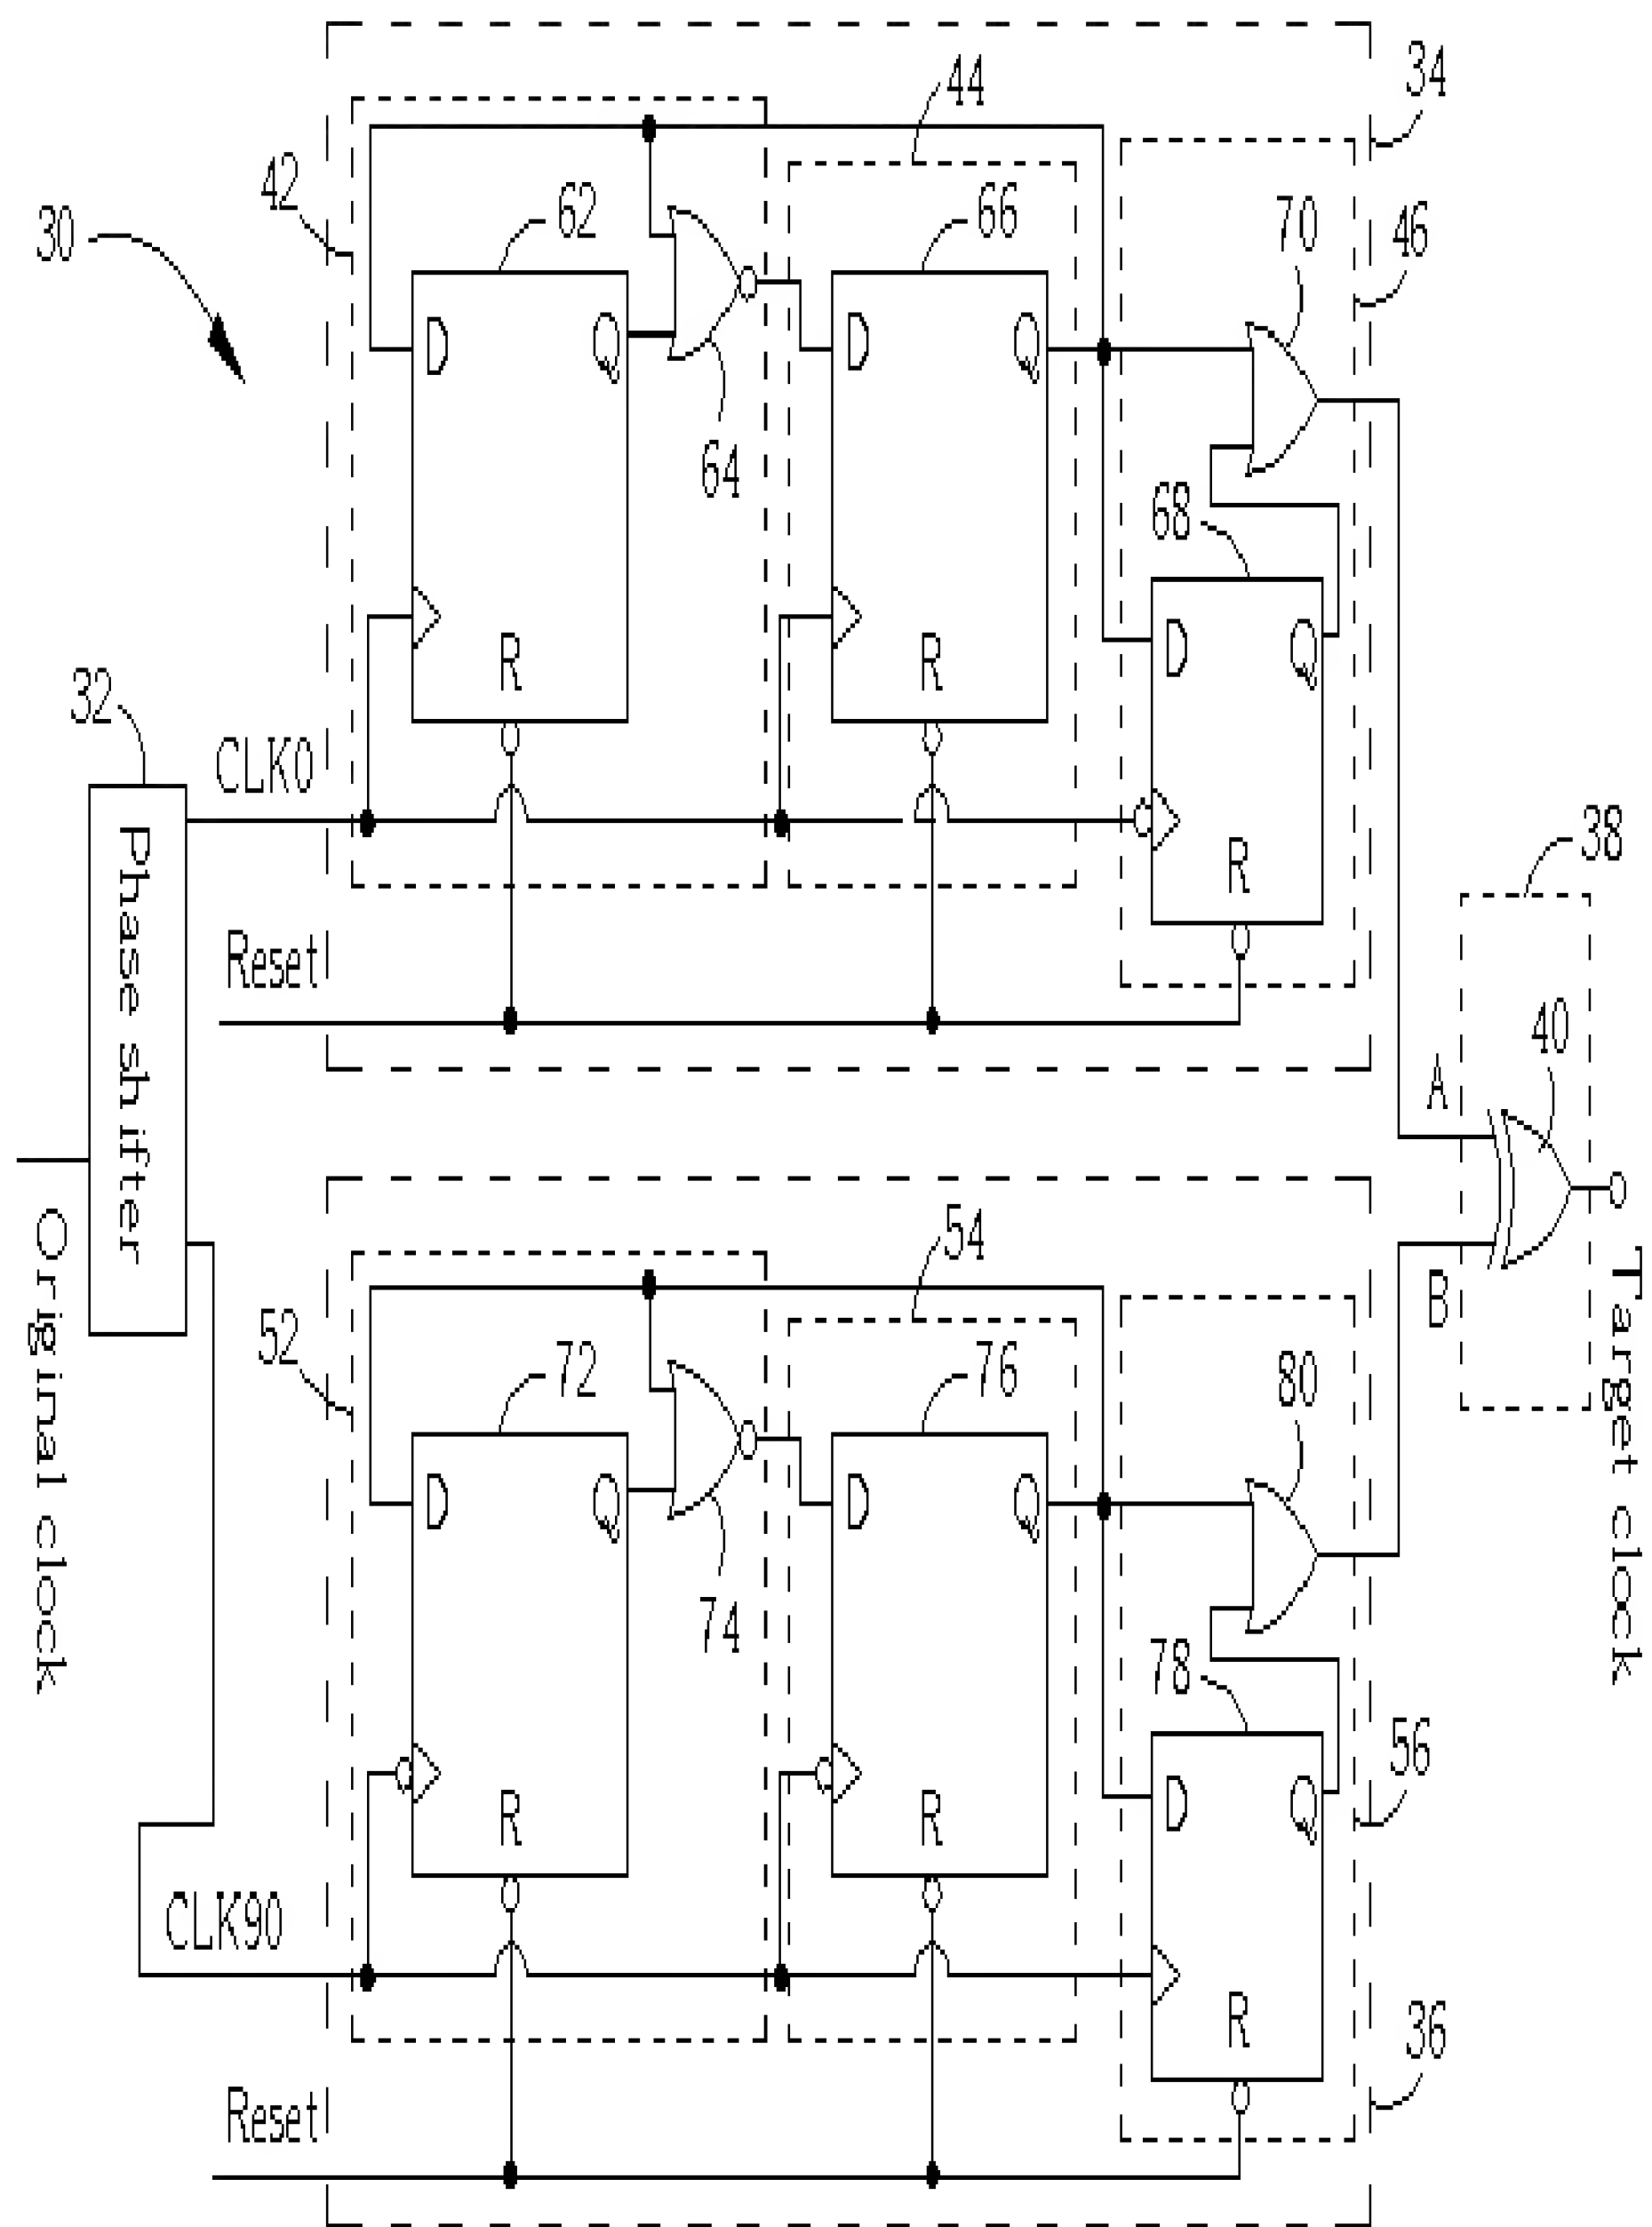 34
44
42
62
66
70
46
30
D
Q
D
Q
64
68
R
R
D
Q
32
CLK0
R
38
Phase shifter
Reset
40
A
54
B
52
72
76
80
Original clock
Target clock
D
Q
D
Q
74
78
56
R
R
D
Q
CLK90
R
36
Reset